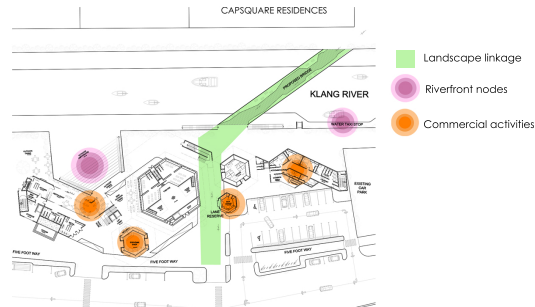 CAPSQUARE RESIDENCES
Landscape linkage
PROPOSED BRIDGE
KLANG RIVER
Riverfront nodes
WATER TAXI STOP
Commercial activities
EXISTING
CAR
PARK
LANE
RESERVE
FIVE FOOT WAY
FIVE FOOT WAY
FIVE FOOT WAY